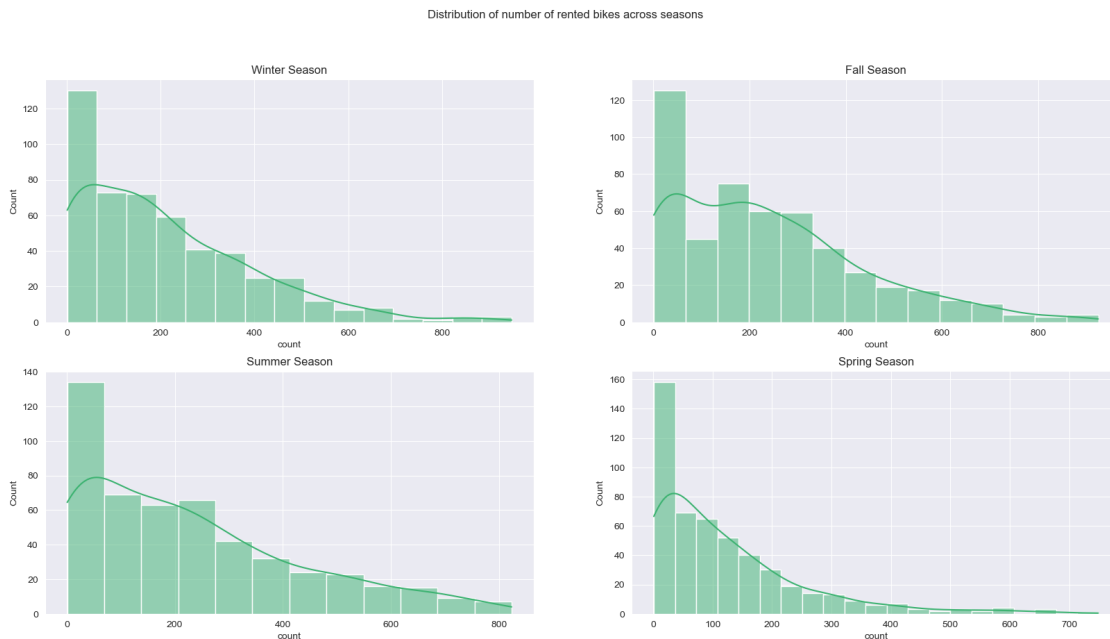 Distribution of number of rented bikes across seasons
Winter Season
Count
120
100
80
60
40
20
0
0 200 400 600 800
count
Fall Season
Count
120
100
80
60
40
20
0
0 200 400 600 800
count
Summer Season
Count
140
120
100
80
60
40
20
0
0 200 400 600 800
count
Spring Season
Count
160
140
120
100
80
60
40
20
0
0 100 200 300 400 500 600 700
count